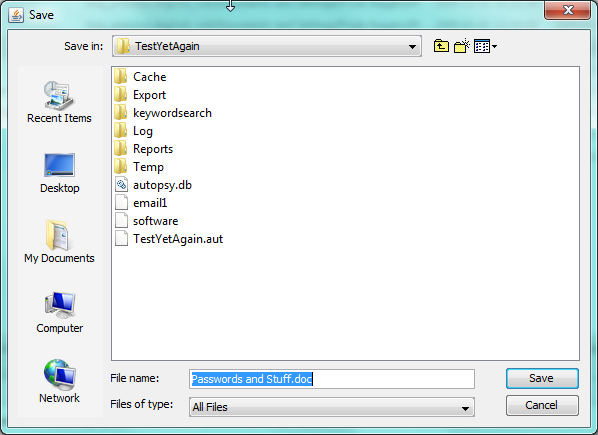 Save
Save in:
TestYetAgain
Recent Items
Desktop
My Documents
Computer
Network
Cache
Export
keywordsearch
Log
Reports
Temp
autopsy.db
email1
software
TestYetAgain.aut
File name:
Passwords and Stuff.doc
Save
Files of type:
All Files
Cancel